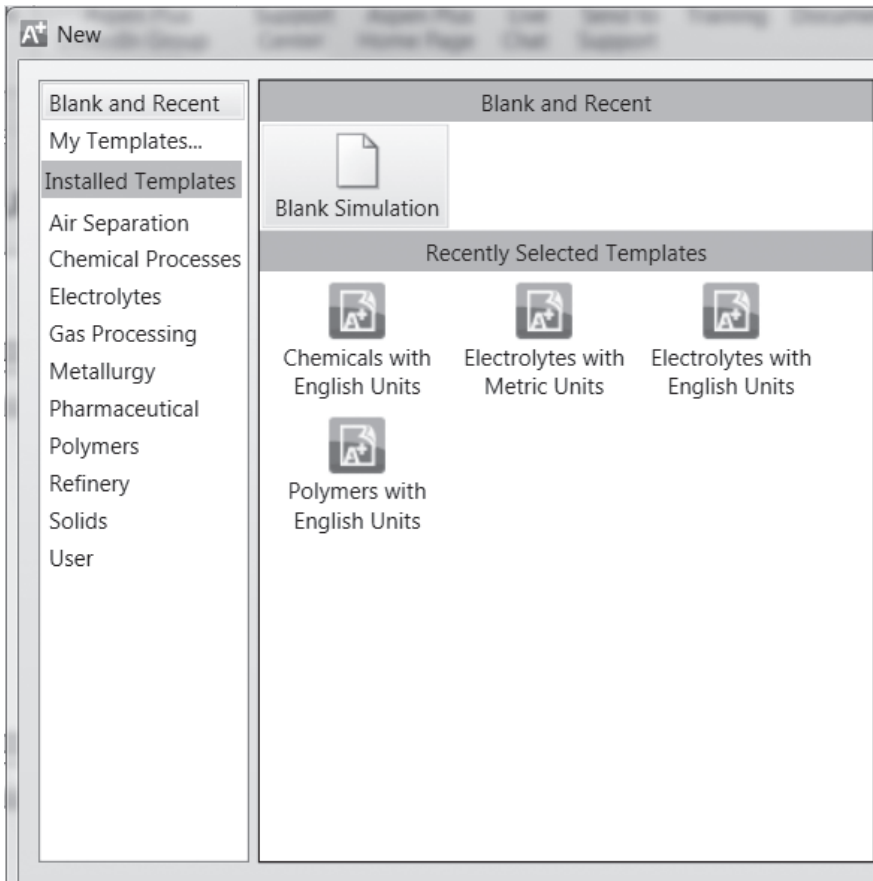 New
Blank and Recent
My Templates...
Installed Templates
Air Separation
Chemical Processes
Electrolytes
Gas Processing
Metallurgy
Pharmaceutical
Polymers
Refinery
Solids
User
Blank and Recent
Blank Simulation
Recently Selected Templates
Chemicals with
English Units
Electrolytes with
Metric Units
Electrolytes with
English Units
Polymers with
English Units